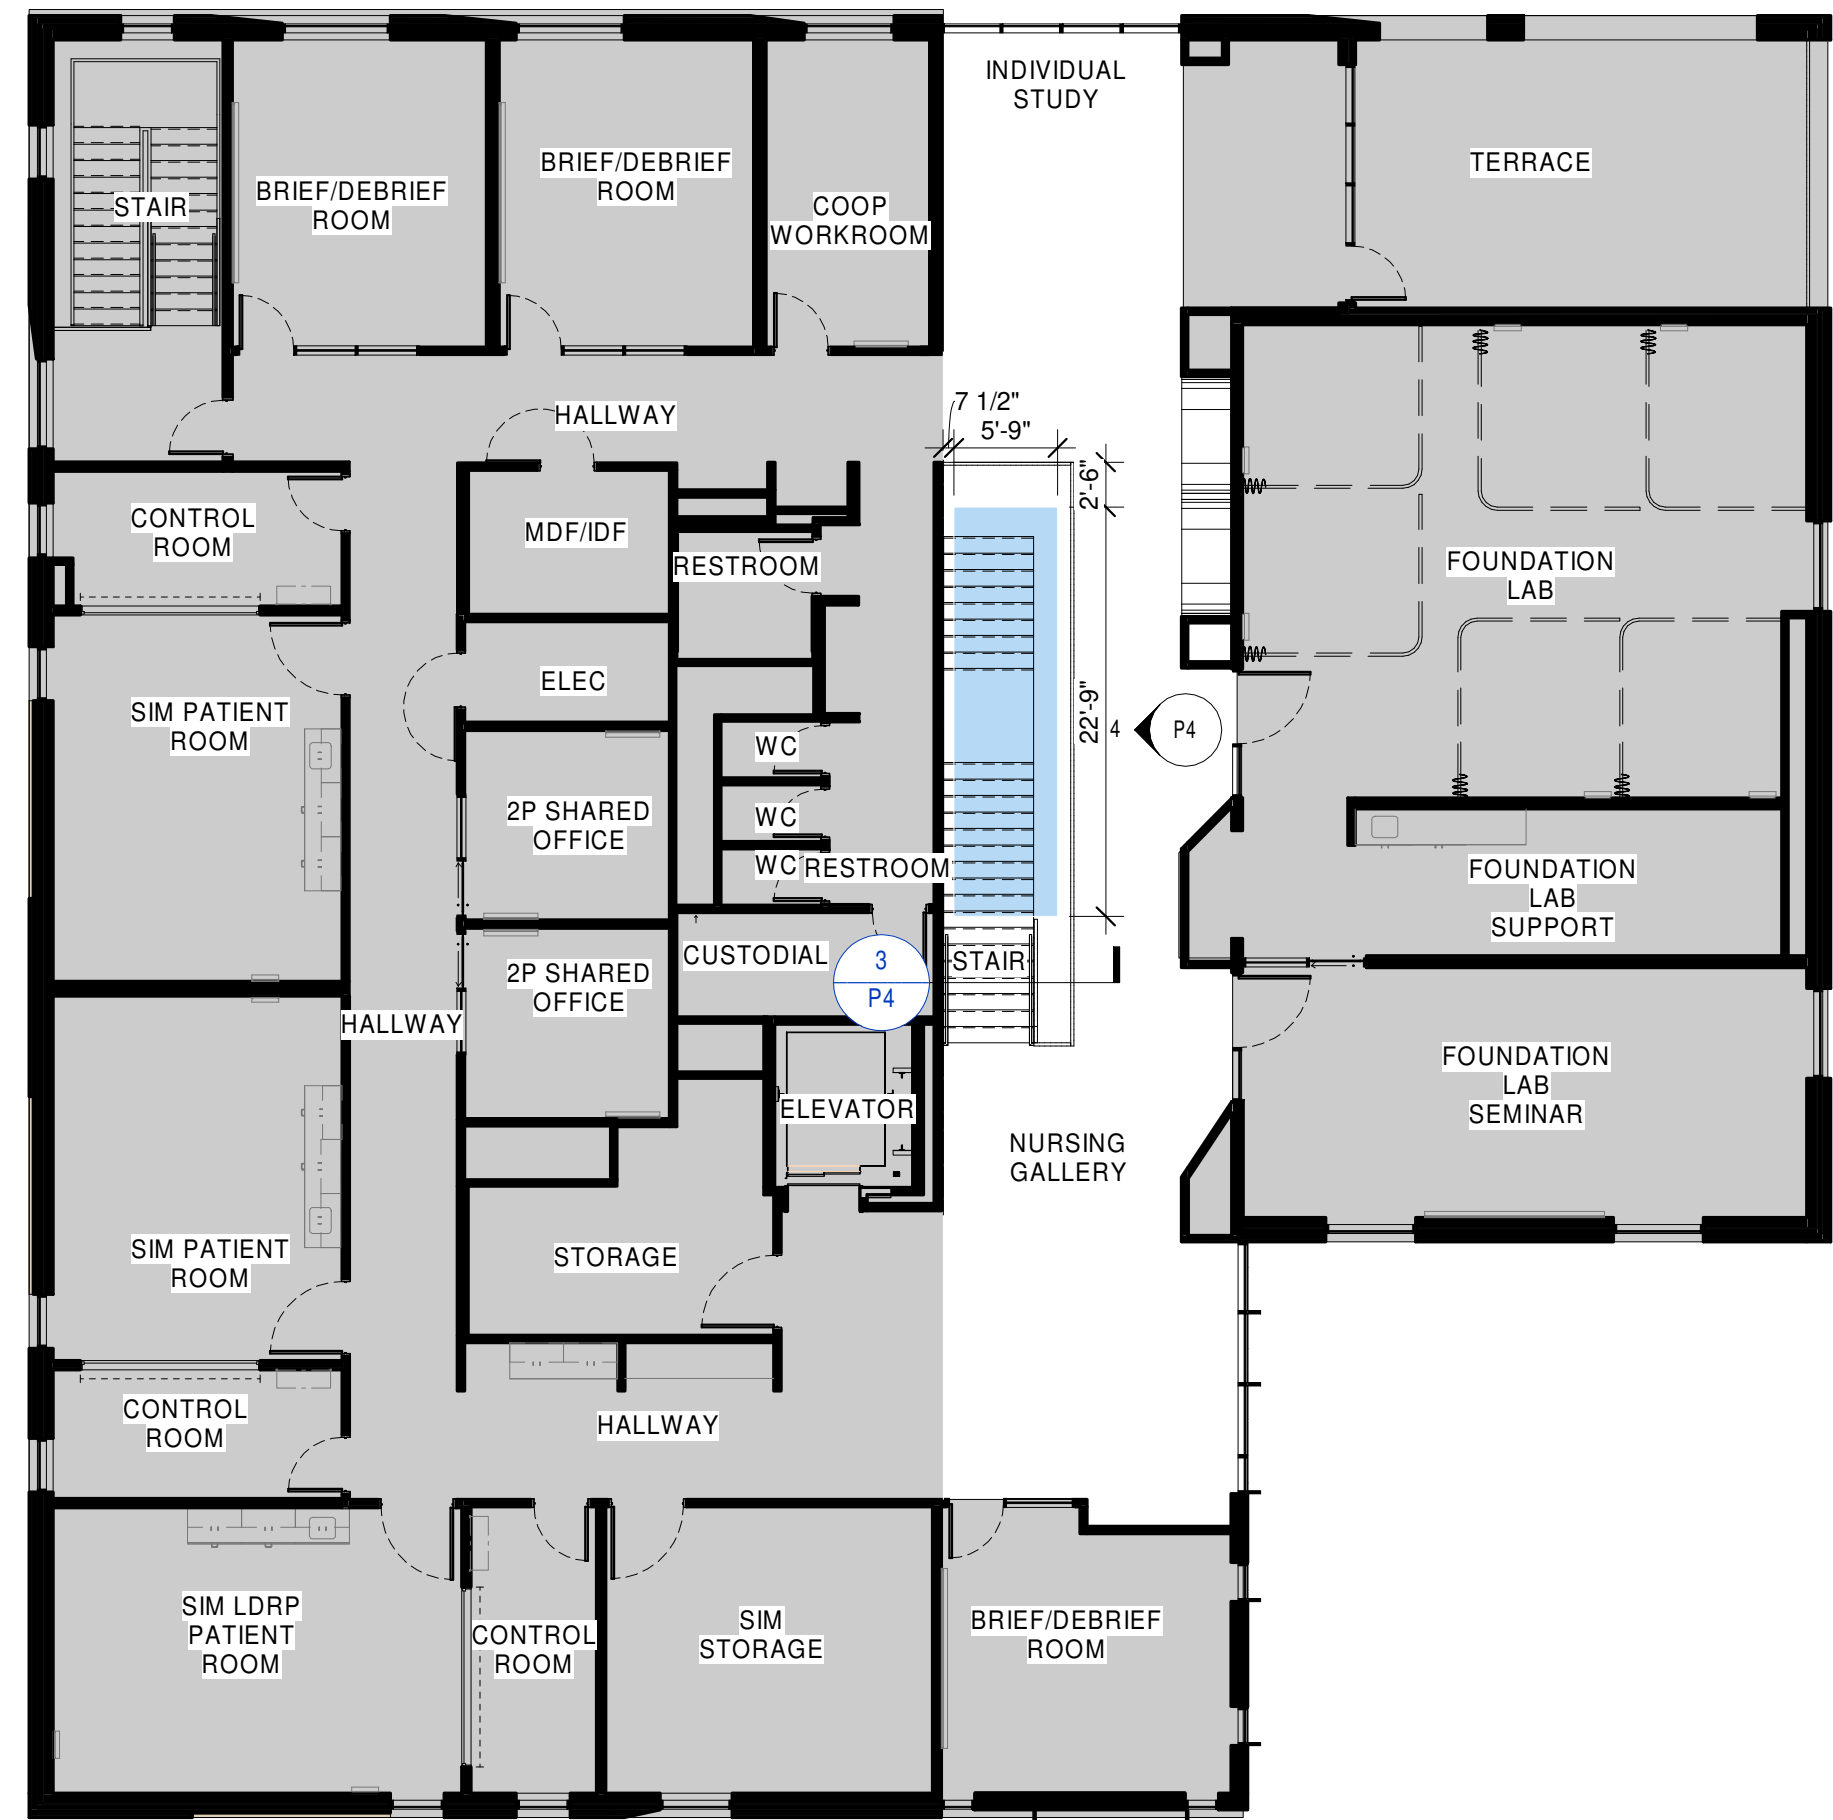 INDIVIDUAL
STUDY
BRIEF/DEBRIEF
ROOM
BRIEF/DEBRIEF
ROOM
TERRACE
STAIR
COOP
WORKROOM
HALLWAY
7 1/2"
5'-9"
2'-6"
CONTROL
ROOM
MDF/IDF
RESTROOM
FOUNDATION
LAB
ELEC
SIM PATIENT
ROOM
22'-9"
4
P4
WC
2P SHARED
OFFICE
WC
WC
RESTROOM
FOUNDATION
LAB
SUPPORT
CUSTODIAL
3
P4
STAIR
2P SHARED
OFFICE
HALLWAY
FOUNDATION
LAB
SEMINAR
ELEVATOR
NURSING
GALLERY
SIM PATIENT
ROOM
STORAGE
CONTROL
ROOM
HALLWAY
SIM LDRP
PATIENT
ROOM
CONTROL
ROOM
SIM
STORAGE
BRIEF/DEBRIEF
ROOM